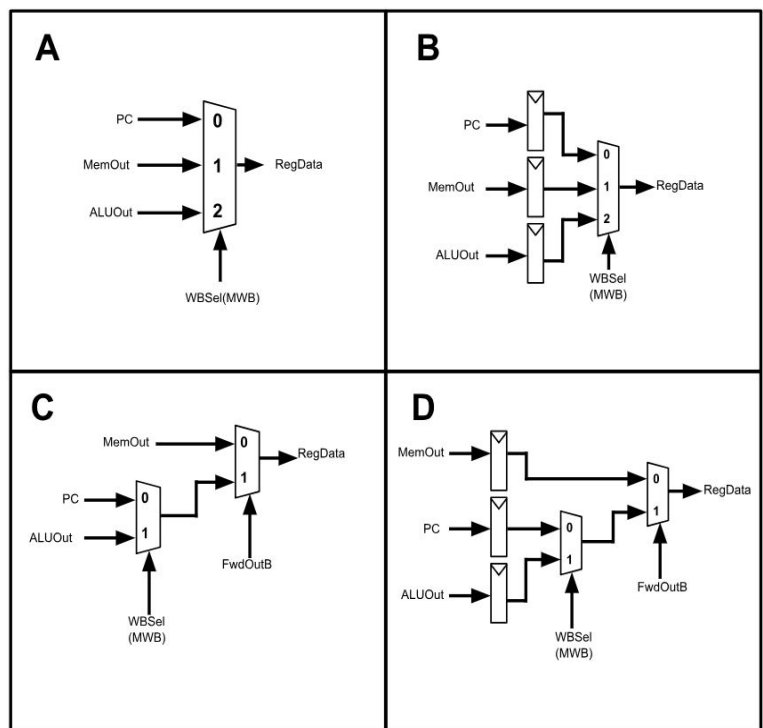 A
PC
0
MemOut
1
RegData
ALUOut
2
WBSel(MWB)
B
PC
0
MemOut
1
RegData
2
ALUOut
WBSel
(MWB)
C
MemOut
0
RegData
1
PC
0
ALUOut
1
FwdOutB
WBSel
(MWB)
D
MemOut
0
RegData
1
PC
0
1
ALUOut
FwdOutB
WBSel
(MWB)